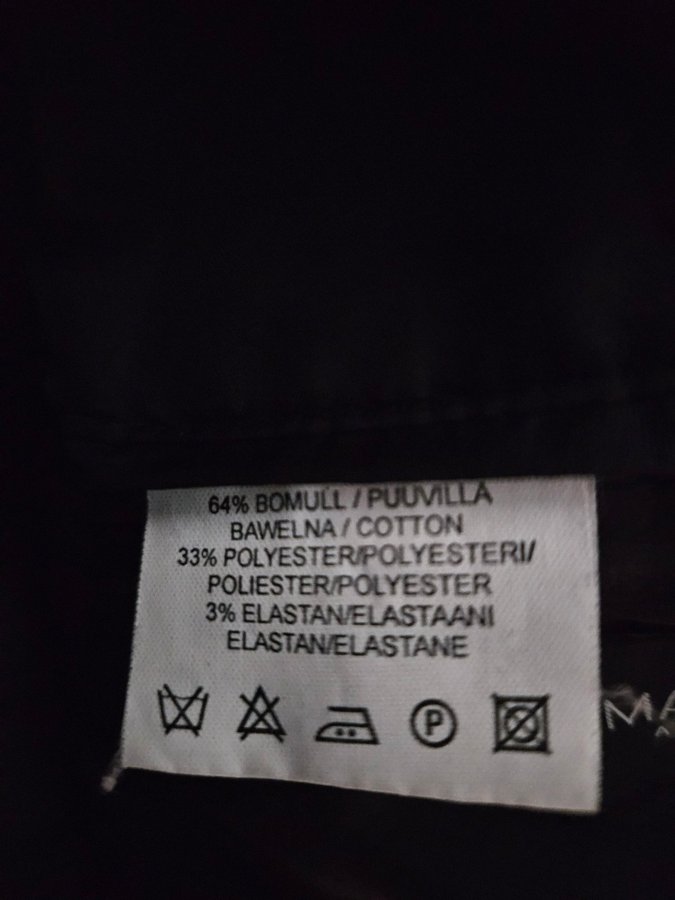 64% BOMULL / PUUVILLA
BAWELNA / COTTON
33% POLYESTER/POLYESTERI/
POLIESTER/POLYESTER
3% ELASTAN/ELASTAANI
ELASTAN/ELASTANE
P